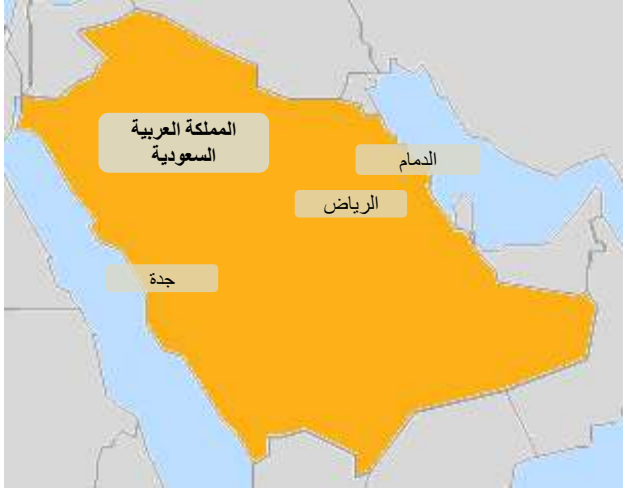 المملكة العربية
السعودية
الدمام
الرياض
جدة